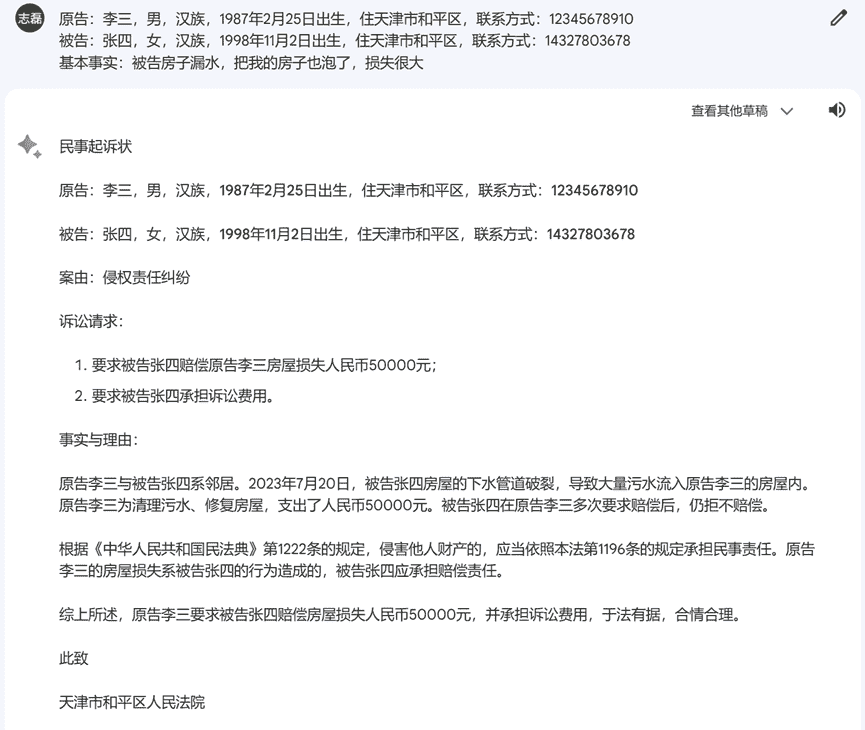 志磊
原告：李三，男，汉族，1987年2月25日出生，住天津市和平区，联系方式：12345678910
被告：张四，女，汉族，1998年11月2日出生，住天津市和平区，联系方式：14327803678
基本事实：被告房子漏水，把我的房子也泡了，损失很大
查看其他草稿
民事起诉状
原告：李三，男，汉族，1987年2月25日出生，住天津市和平区，联系方式：12345678910
被告：张四，女，汉族，1998年11月2日出生，住天津市和平区，联系方式：14327803678
案由：侵权责任纠纷
诉讼请求：
1. 要求被告张四赔偿原告李三房屋损失人民币50000元；
2. 要求被告张四承担诉讼费用。
事实与理由：
原告李三与被告张四系邻居。2023年7月20日，被告张四房屋的下水管道破裂，导致大量污水流入原告李三的房屋内。
原告李三为清理污水、修复房屋，支出了人民币50000元。被告张四在原告李三多次要求赔偿后，仍拒不赔偿。
根据《中华人民共和国民法典》第1222条的规定，侵害他人财产的，应当依照本法第1196条的规定承担民事责任。原告
李三的房屋损失系被告张四的行为造成的，被告张四应承担赔偿责任。
综上所述，原告李三要求被告张四赔偿房屋损失人民币50000元，并承担诉讼费用，于法有据，合情合理。
此致
天津市和平区人民法院